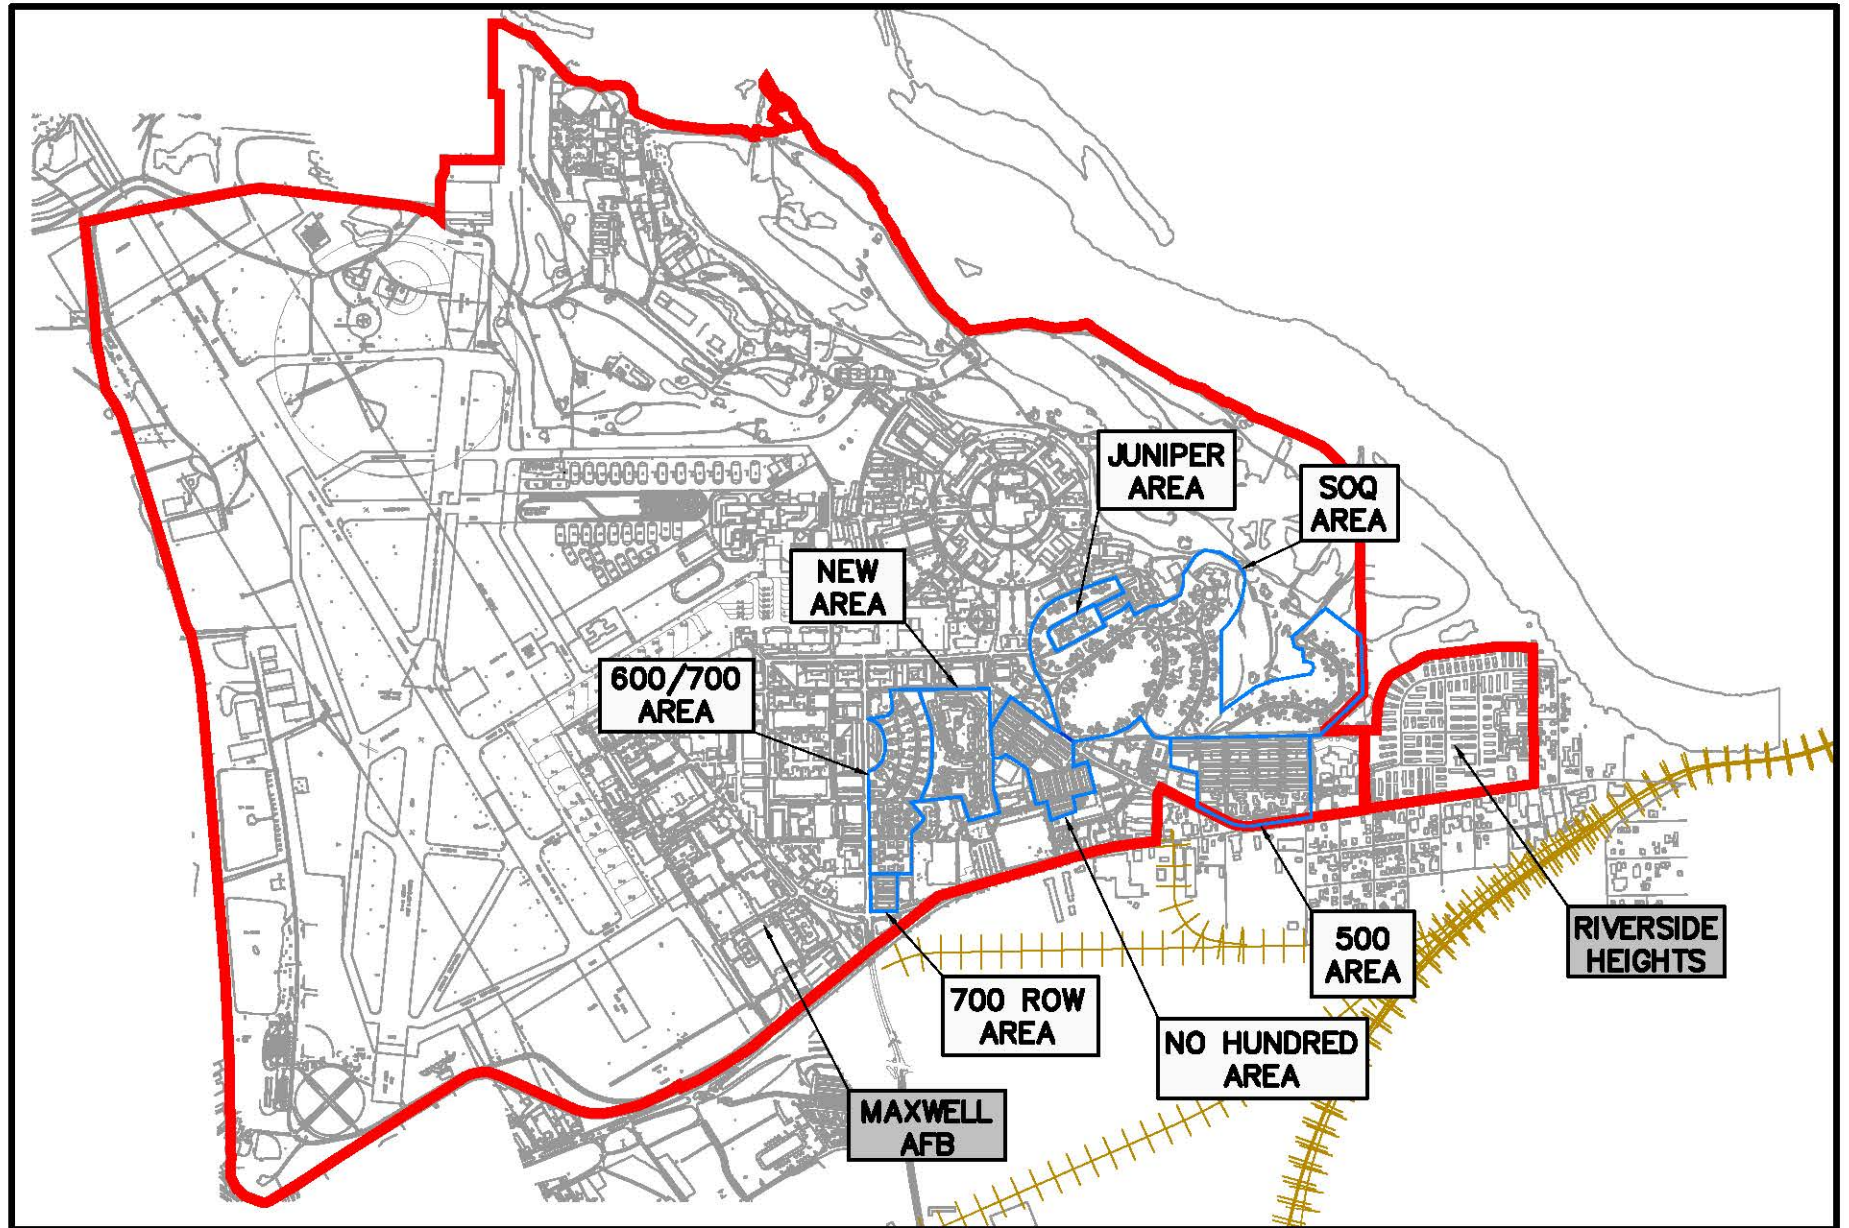 JUNIPER
AREA
SOQ
AREA
NEW
AREA
600/700
AREA
500
AREA
RIVERSIDE
HEIGHTS
700 ROW
AREA
NO HUNDRED
AREA
MAXWELL
AFB